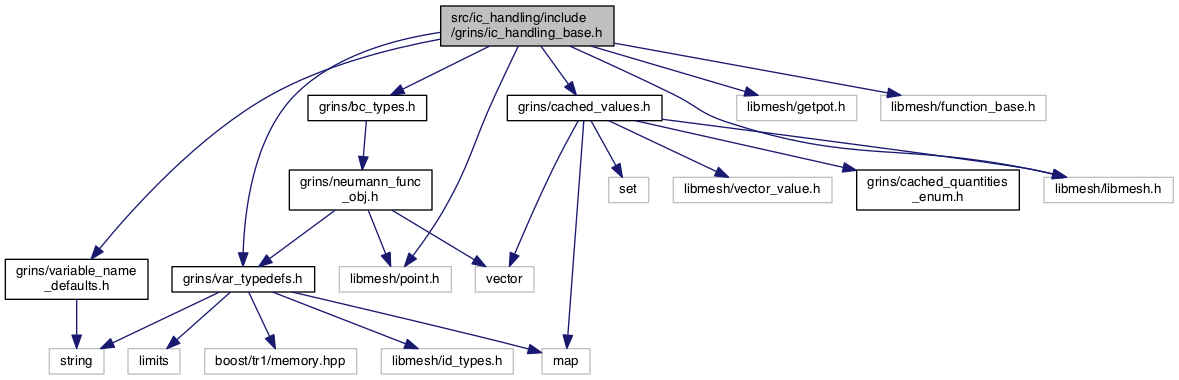 src/ic_handling/include
/grins/ic_handling_base.h
grins/bc_types.h
grins/cached_values.h
libmesh/getpot.h
libmesh/function_base.h
grins/neumann_func
_obj.h
set
libmesh/vector_value.h
grins/cached_quantities
_enum.h
libmesh/libmesh.h
grins/variable_name
_defaults.h
grins/var_typedefs.h
libmesh/point.h
vector
string
limits
boost/tr1/memory.hpp
libmesh/id_types.h
map